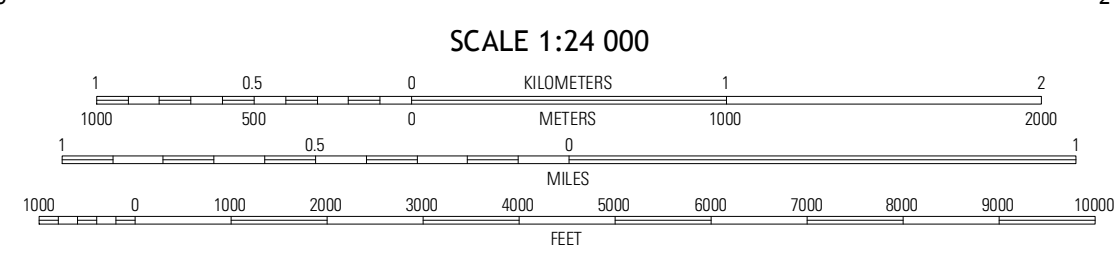 SCALE 1:24 000
1 0.5 0 KILOMETERS 1 2
1000 500 0 METERS 1000 2000
1 0.5 0 1
MILES
1000 0 1000 2000 3000 4000 5000 6000 7000 8000 9000 10000
FEET